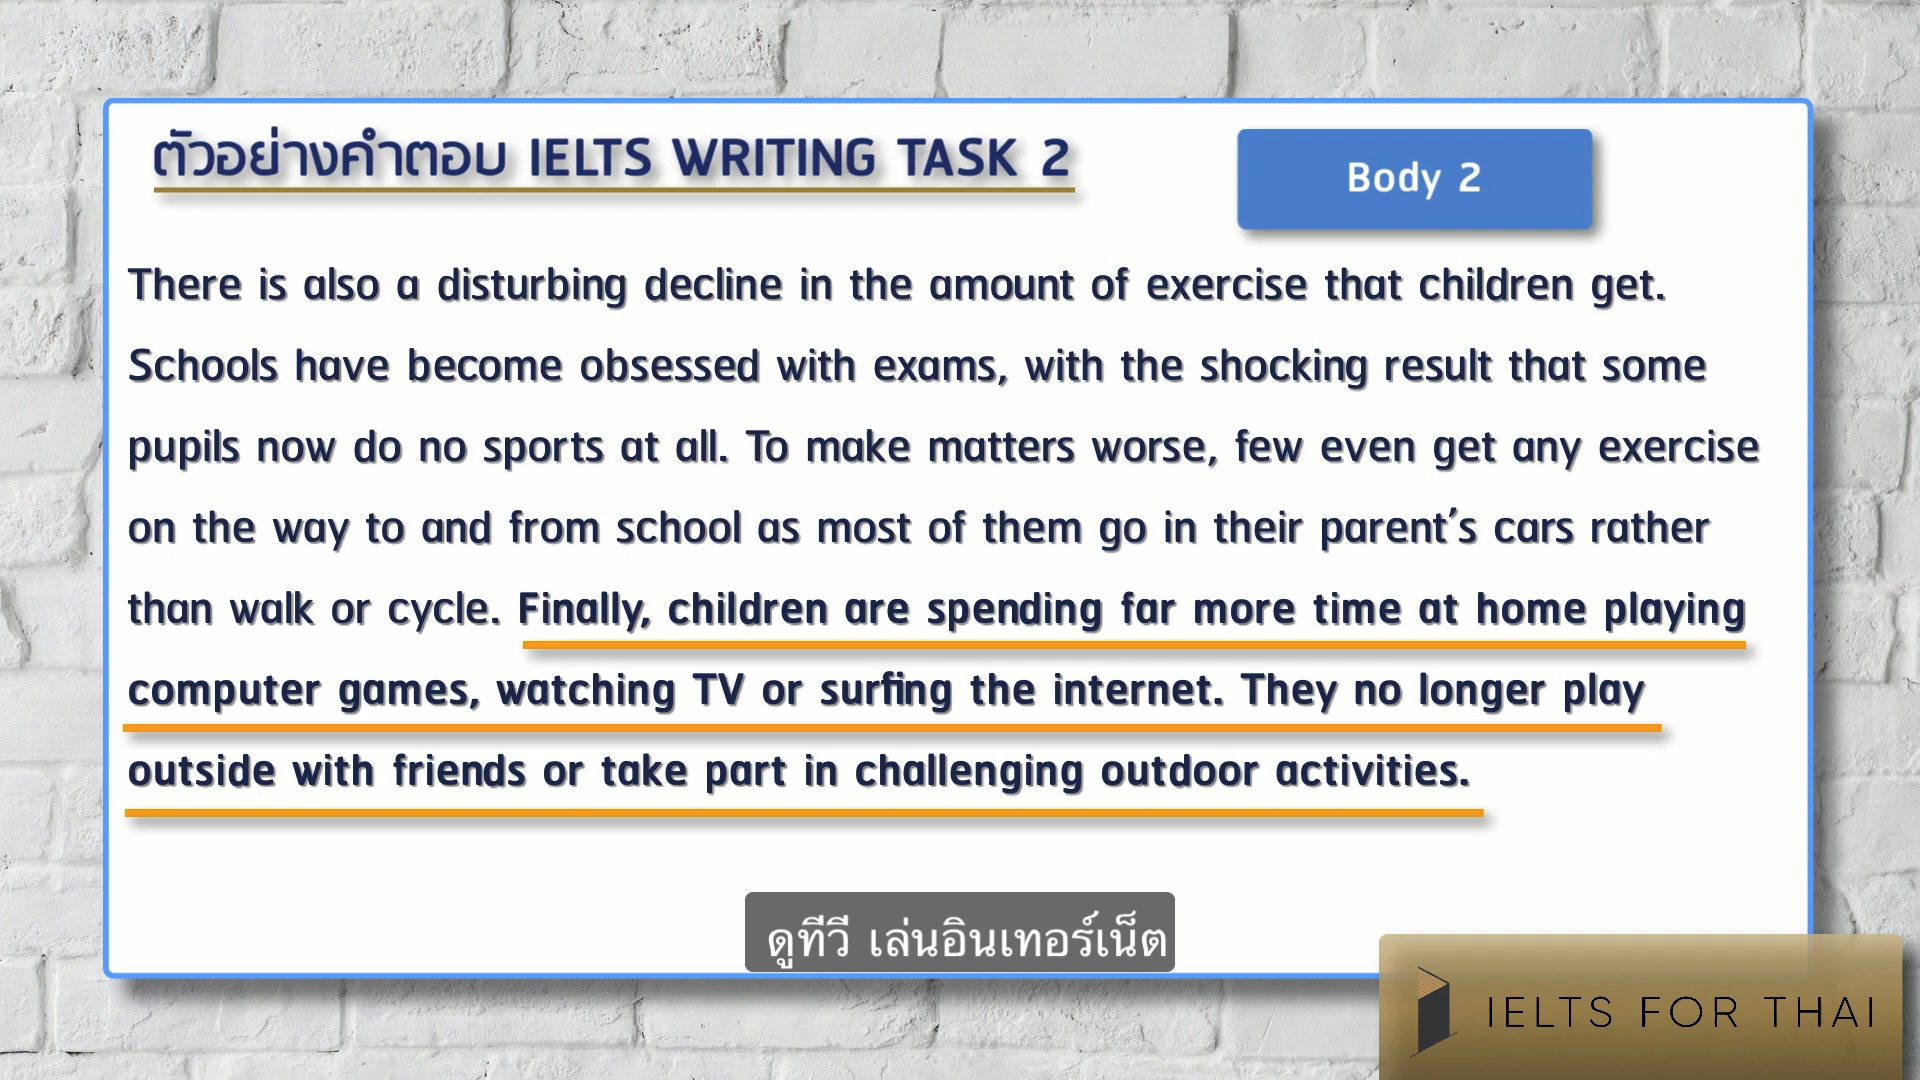 ตัวอย่างคำตอบ IELTS WRITING TASK 2
Body 2
There is also a disturbing decline in the amount of exercise that children get.
Schools have become obsessed with exams, with the shocking result that some
pupils now do no sports at all. To make matters worse, few even get any exercise
on the way to and from school as most of them go in their parent’s cars rather
than walk or cycle. Finally, children are spending far more time at home playing
computer games, watching TV or surfing the internet. They no longer play
outside with friends or take part in challenging outdoor activities.
ดูทีวี เล่นอินเทอร์เน็ต
IELTS FOR THAI